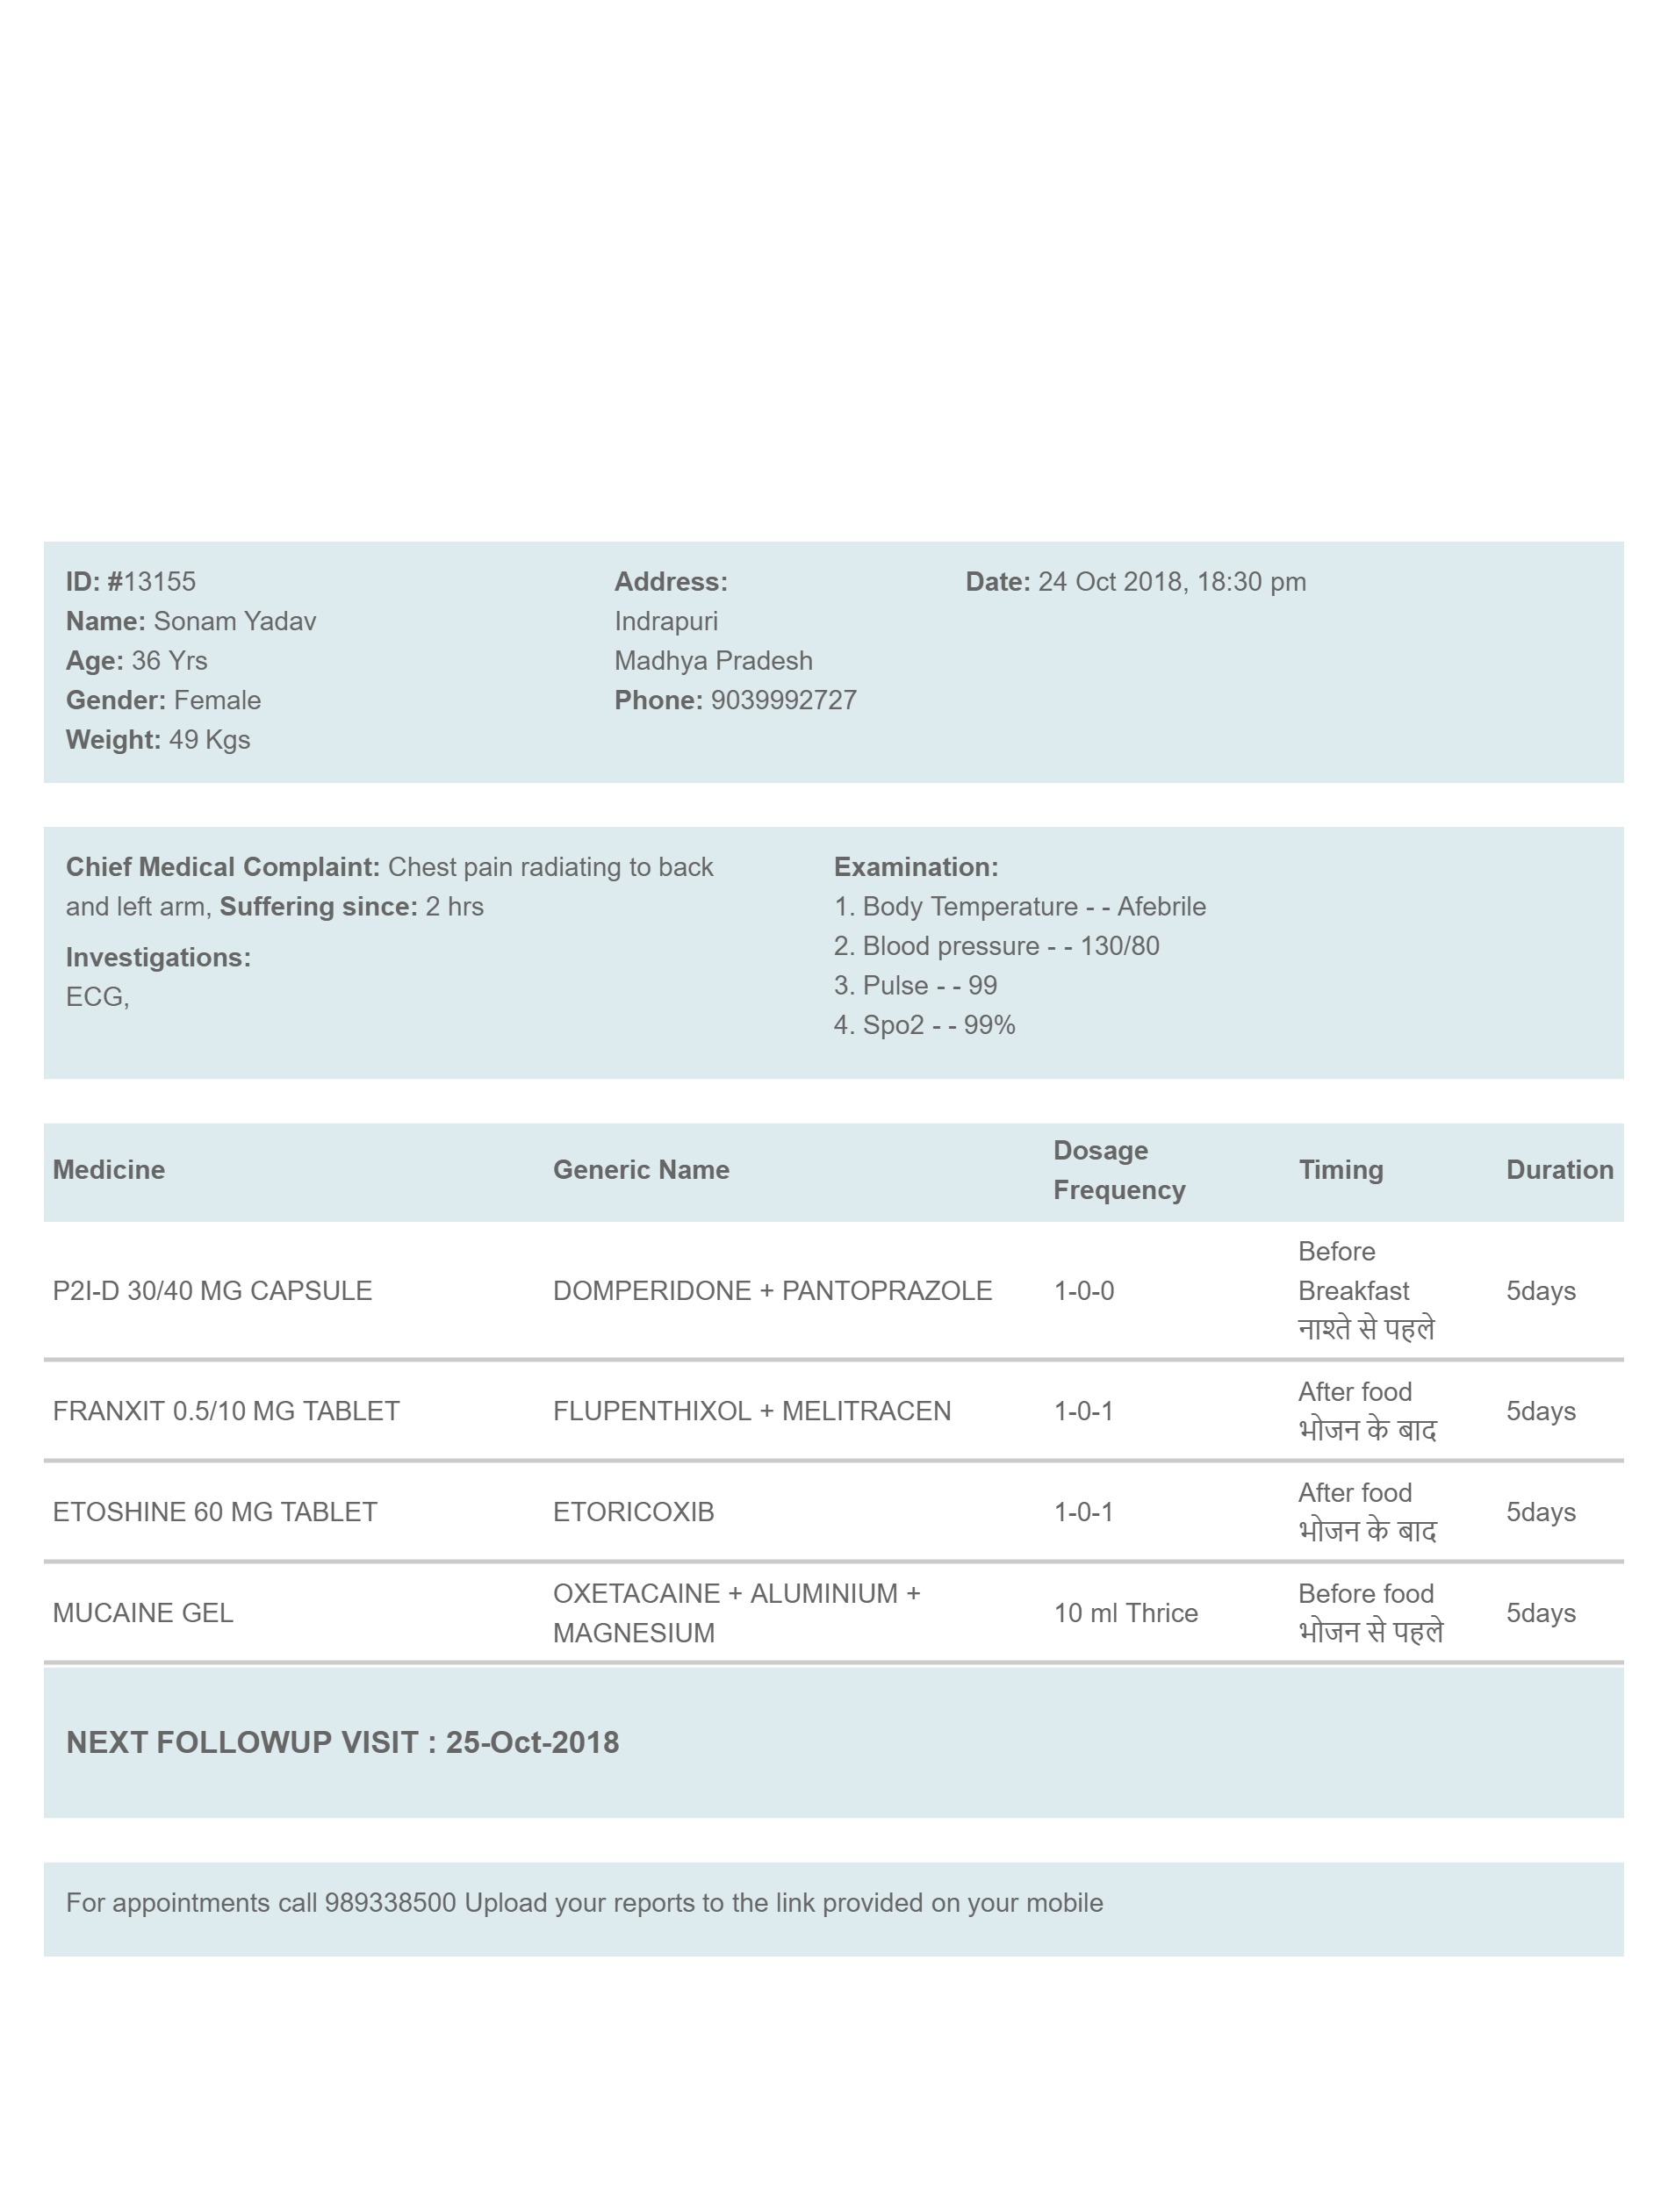 ID: #13155
Name: Sonam Yadav
Age: 36 Yrs
Gender: Female
Weight: 49 Kgs
Address:
Indrapuri
Madhya Pradesh
Phone: 9039992727
Date: 24 Oct 2018, 18:30 pm
Chief Medical Complaint: Chest pain radiating to back
and left arm, Suffering since: 2 hrs
Investigations:
ECG,
Examination:
1. Body Temperature - - Afebrile
2. Blood pressure - - 130/80
3. Pulse - - 99
4. Spo2 - - 99%
Medicine Generic Name Dosage Frequency Timing Duration
P2I-D 30/40 MG CAPSULE DOMPERIDONE + PANTOPRAZOLE 1-0-0 Before Breakfast नाश्ते से पहले 5days
FRANXIT 0.5/10 MG TABLET FLUPENTHIXOL + MELITRACEN 1-0-1 After food भोजन के बाद 5days
ETOSHINE 60 MG TABLET ETORICOXIB 1-0-1 After food भोजन के बाद 5days
MUCAINE GEL OXETACAINE + ALUMINIUM + MAGNESIUM 10 ml Thrice Before food भोजन से पहले 5days
NEXT FOLLOWUP VISIT : 25-Oct-2018
For appointments call 989338500 Upload your reports to the link provided on your mobile